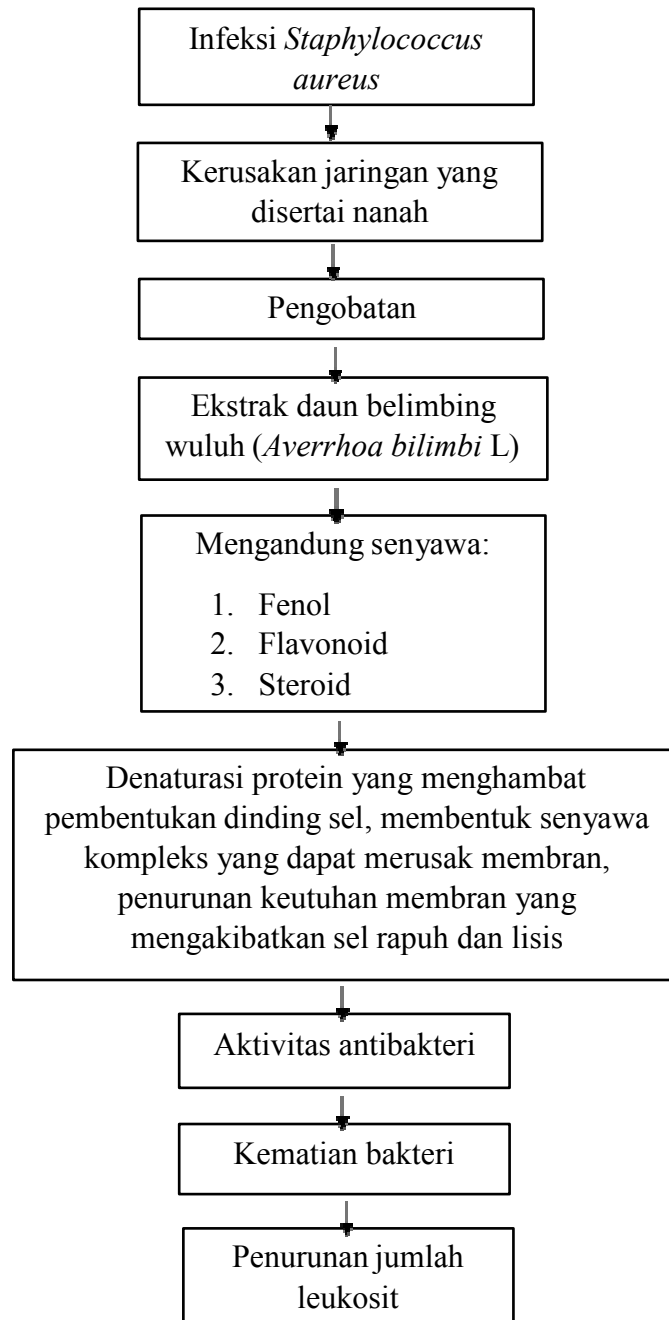 Infeksi Staphylococcus
aureus
Kerusakan jaringan yang
disertai nanah
Pengobatan
Ekstrak daun belimbing
wuluh (Averrhoa bilimbi L)
Mengandung senyawa:
1. Fenol
2. Flavonoid
3. Steroid
Denaturasi protein yang menghambat
pembentukan dinding sel, membentuk senyawa
kompleks yang dapat merusak membran,
penurunan keutuhan membran yang
mengakibatkan sel rapuh dan lisis
Aktivitas antibakteri
Kematian bakteri
Penurunan jumlah
leukosit